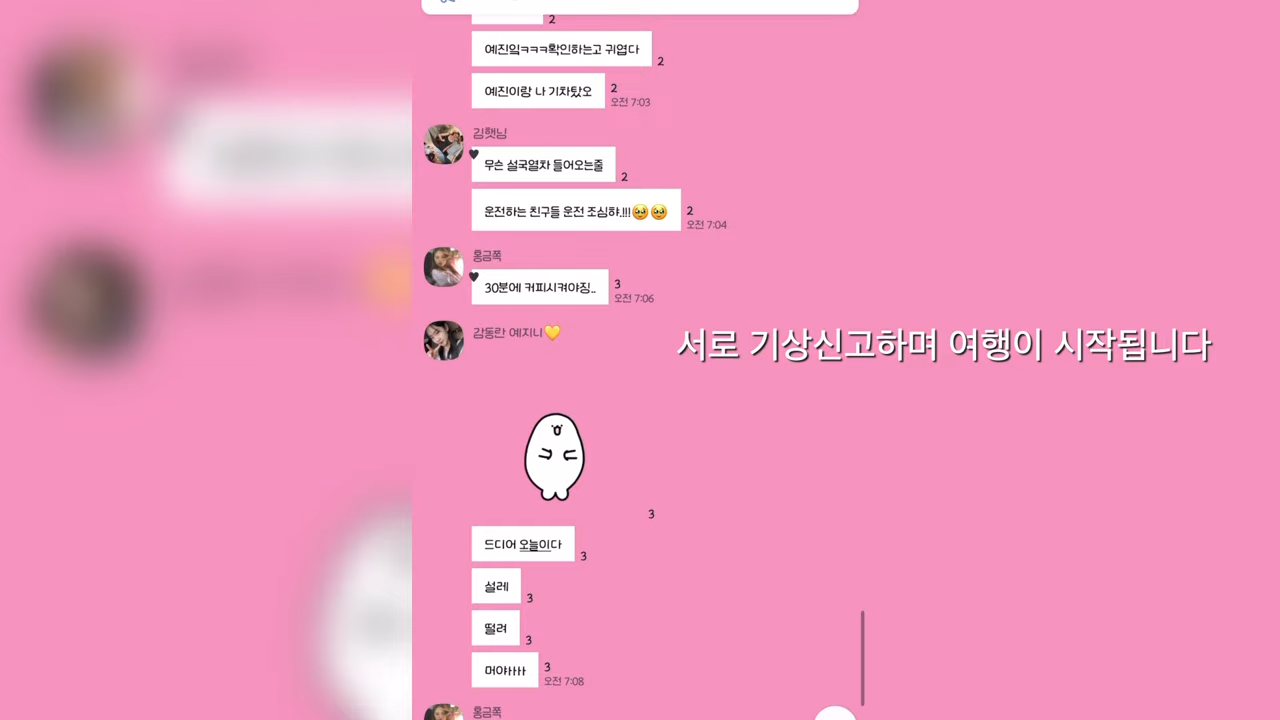 2
예진잌ㅋㅋㅋ확인하는고 귀엽다
2
예진이랑 나 기차탔오
2
오전 7:03
김햇님
무슨 설국열차 들어오는줄
2
운전하는 친구들 운전 조심햐.!!!🥹🥹
2
오전 7:04
홍금쪽
30분에 커피시켜야징..
3
오전 7:06
감동란 예지니💛
서로 기상신고하며 여행이 시작됩니다
3
드디어 오늘이다
3
설레
3
떨려
3
머야ㅑㅑㅑ
3
오전 7:08
홍금쪽